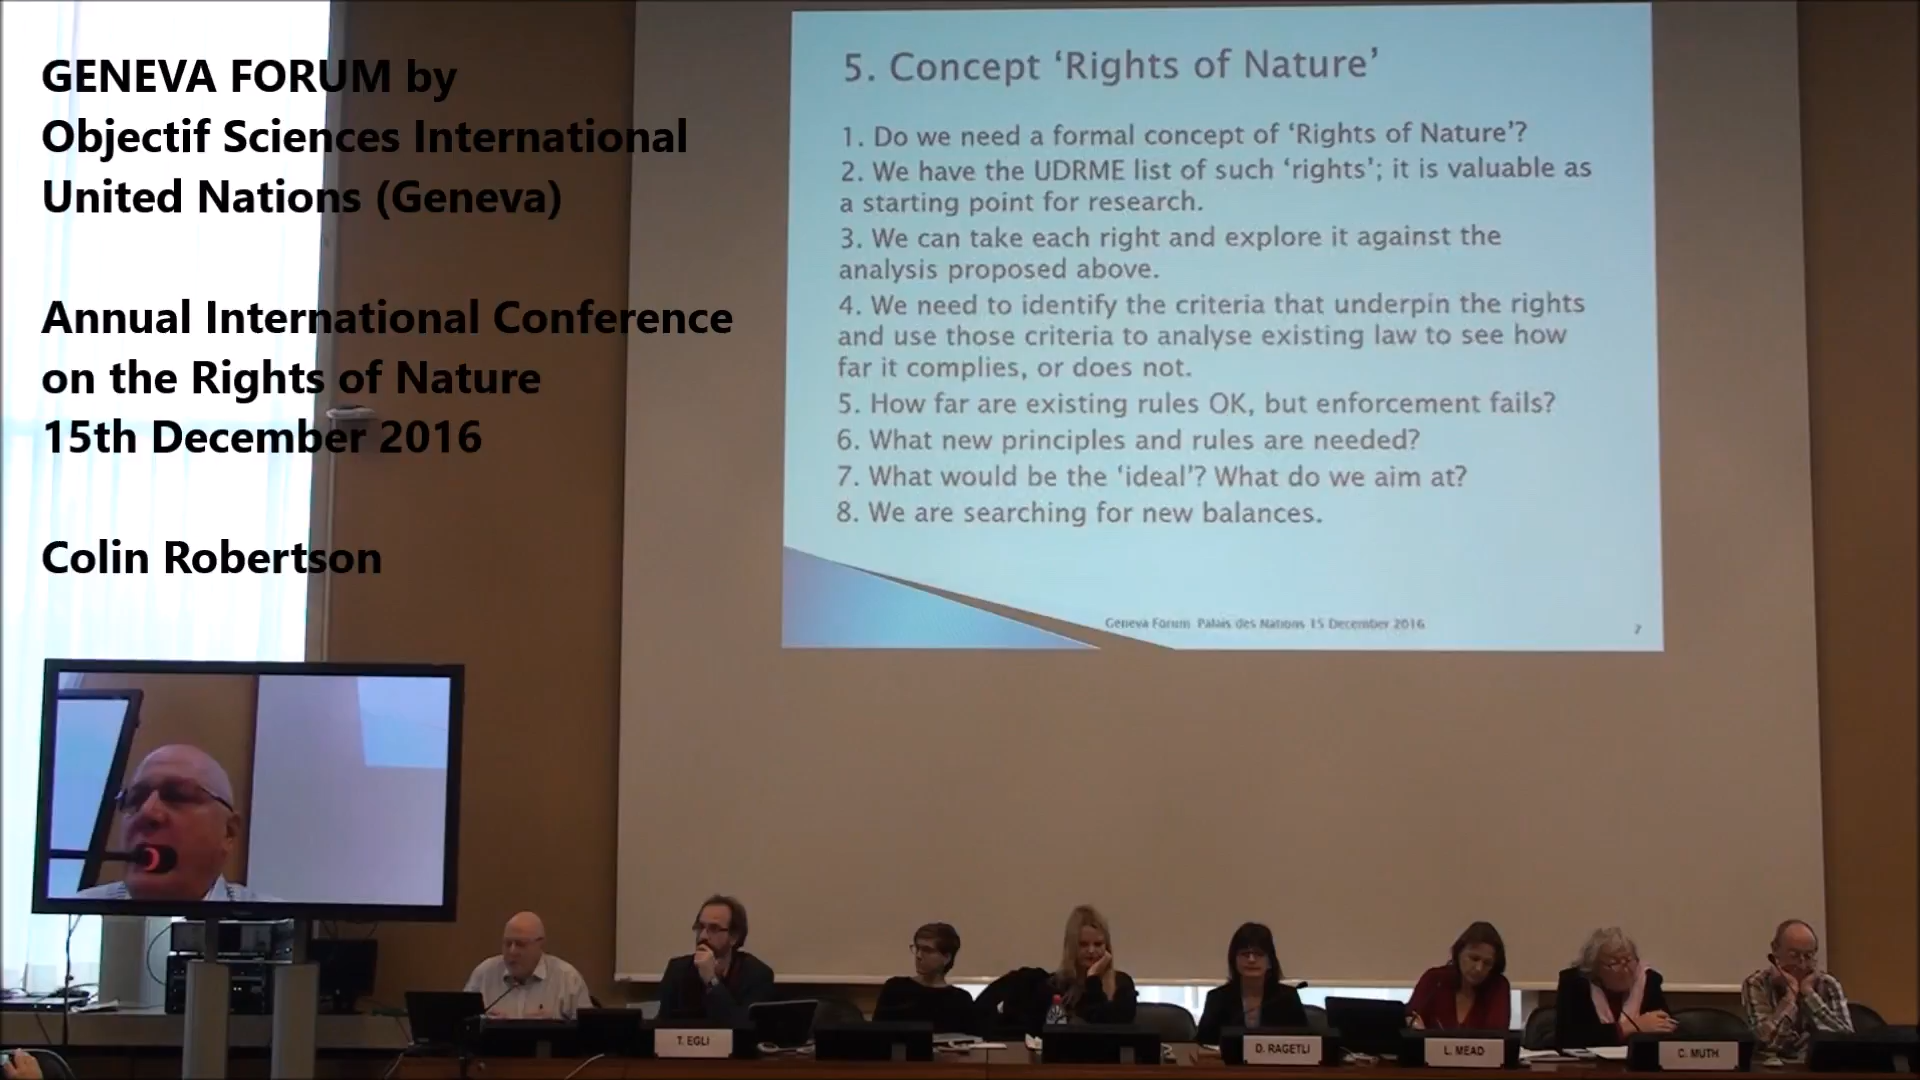 GENEVA FORUM by
Objectif Sciences International
United Nations (Geneva)
Annual International Conference
on the Rights of Nature
15th December 2016
Colin Robertson
5. Concept ‘Rights of Nature’
1. Do we need a formal concept of ‘Rights of Nature’?
2. We have the UDRME list of such ‘rights’; it is valuable as
a starting point for research.
3. We can take each right and explore it against the
analysis proposed above.
4. We need to identify the criteria that underpin the rights
and use those criteria to analyse existing law to see how
far it complies, or does not.
5. How far are existing rules OK, but enforcement fails?
6. What new principles and rules are needed?
7. What would be the ‘ideal’? What do we aim at?
8. We are searching for new balances.
Geneva Forum Palais des Nations 15 December 2016
7
T. EGLI
D. RAGETLI
L. MEAD
C. MUTH